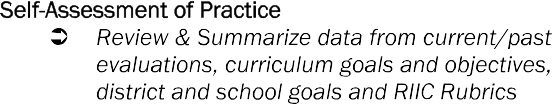 Self-Assessment of Practice
➲ Review & Summarize data from current/past
evaluations, curriculum goals and objectives,
district and school goals and RIIC Rubrics